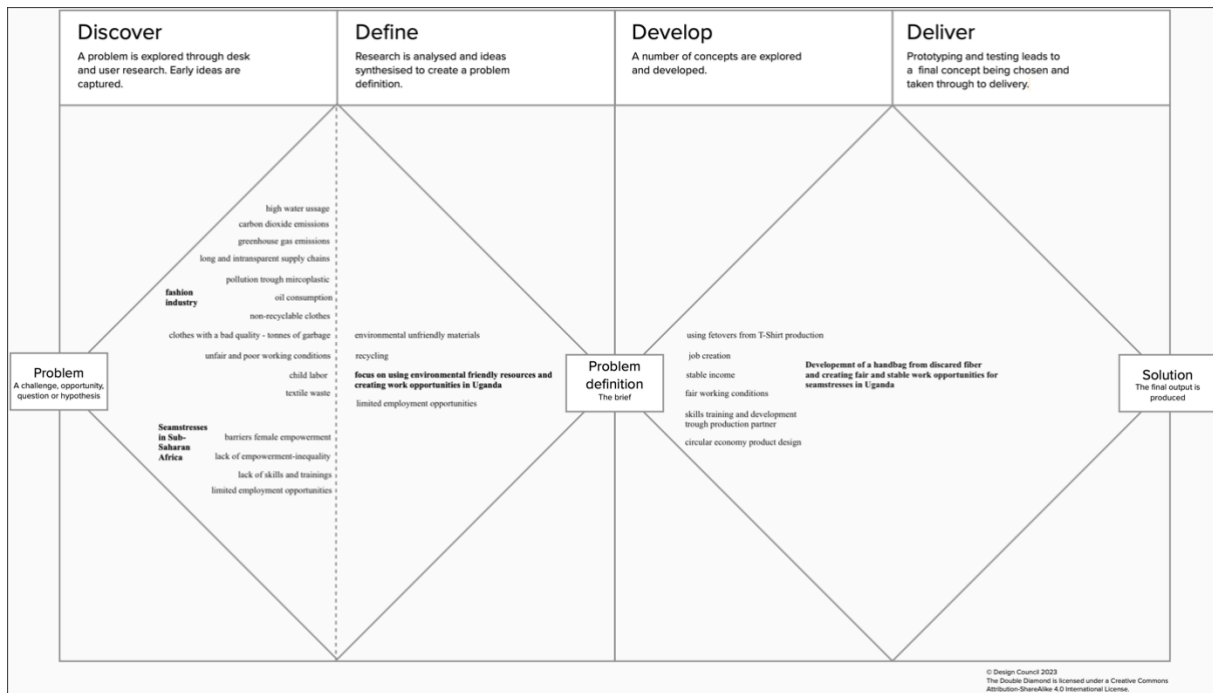 Discover
A problem is explored through desk
and user research. Early ideas are
captured.
Define
Research is analysed and ideas
synthesised to create a problem
definition.
Develop
A number of concepts are explored
and developed.
Deliver
Prototyping and testing leads to
a final concept being chosen and
taken through to delivery.
Problem
A challenge, opportunity,
question or hypothesis
fashion
industry
high water ussage
carbon dioxide emissions
greenhouse gas emissions
long and intransparent supply chains
pollution trough mircoplastic
oil consumption
non-recyclable clothes
clothes with a bad quality - tonnes of garbage
unfair and poor working conditions
child labor
textile waste
Seamstresses
in Sub-
Saharan
Africa
barriers female empowerment
lack of empowerment-inequality
lack of skills and trainings
limited employment opportunities
environmental unfriendly materials
recycling
focus on using environmental friendly resources and
creating work opportunities in Uganda
limited employment opportunities
Problem
definition
The brief
using fetovers from T-Shirt production
job creation
stable income
fair working conditions
skills training and development
trough production partner
circular economy product design
Developemnt of a handbag from discared fiber
and creating fair and stable work opportunities for
seamstresses in Uganda
Solution
The final output is
produced
© Design Council 2023
The Double Diamond is licensed under a Creative Commons
Attribution-ShareAlike 4.0 International License.